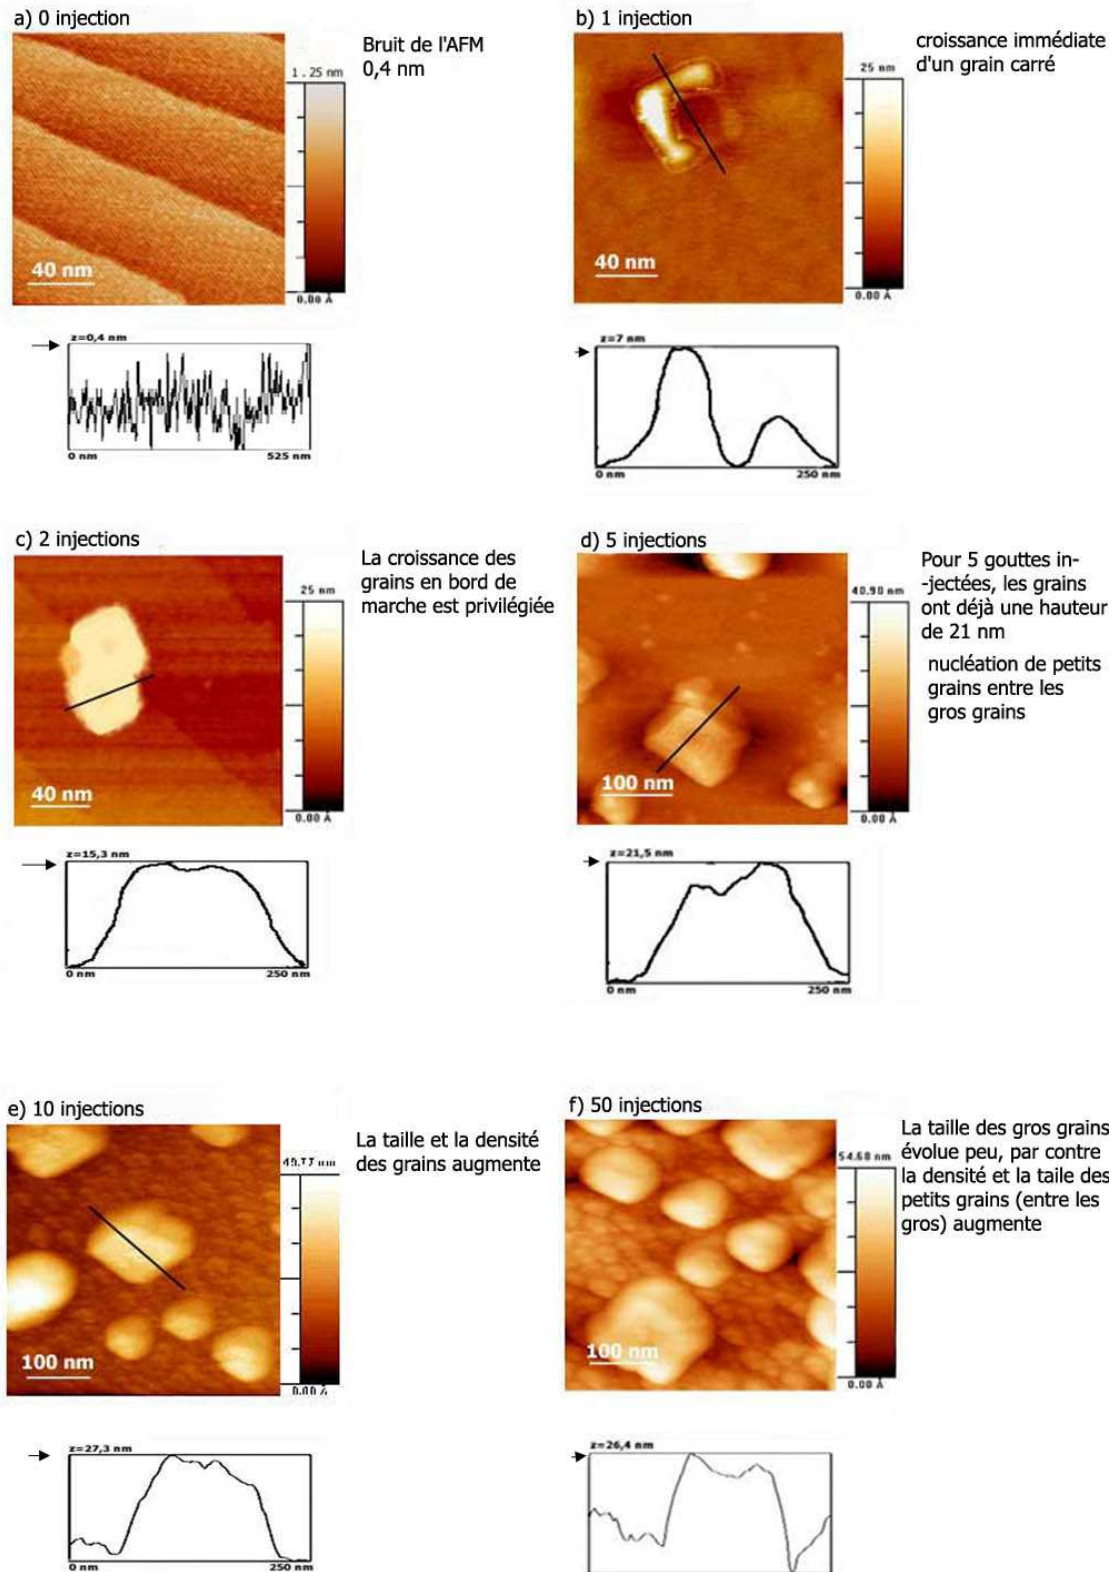 a) 0 injection
Bruit de l'AFM
0,4 nm
1.25 nm
40 nm
0.00 Å
z=0,4 nm
0 nm
525 nm
b) 1 injection
croissance immédiate
d'un grain carré
25 nm
40 nm
0.00 Å
z=7 nm
0 nm
250 nm
c) 2 injections
La croissance des
grains en bord de
marche est privilégiée
25 nm
40 nm
0.00 Å
z=15,3 nm
0 nm
250 nm
d) 5 injections
Pour 5 gouttes in-
-jectées, les grains
ont déjà une hauteur
de 21 nm
nucléation de petits
grains entre les
gros grains
40.90 nm
100 nm
0.00 Å
z=21,5 nm
0 nm
250 nm
e) 10 injections
La taille et la densité
des grains augmente
nm
100 nm
0.00 Å
z=27,3 nm
0 nm
250 nm
f) 50 injections
La taille des gros grains
évolue peu, par contre
la densité et la taile des
petits grains (entre les
gros) augmente
54.68 nm
100 nm
0.00 Å
z=26,4 nm